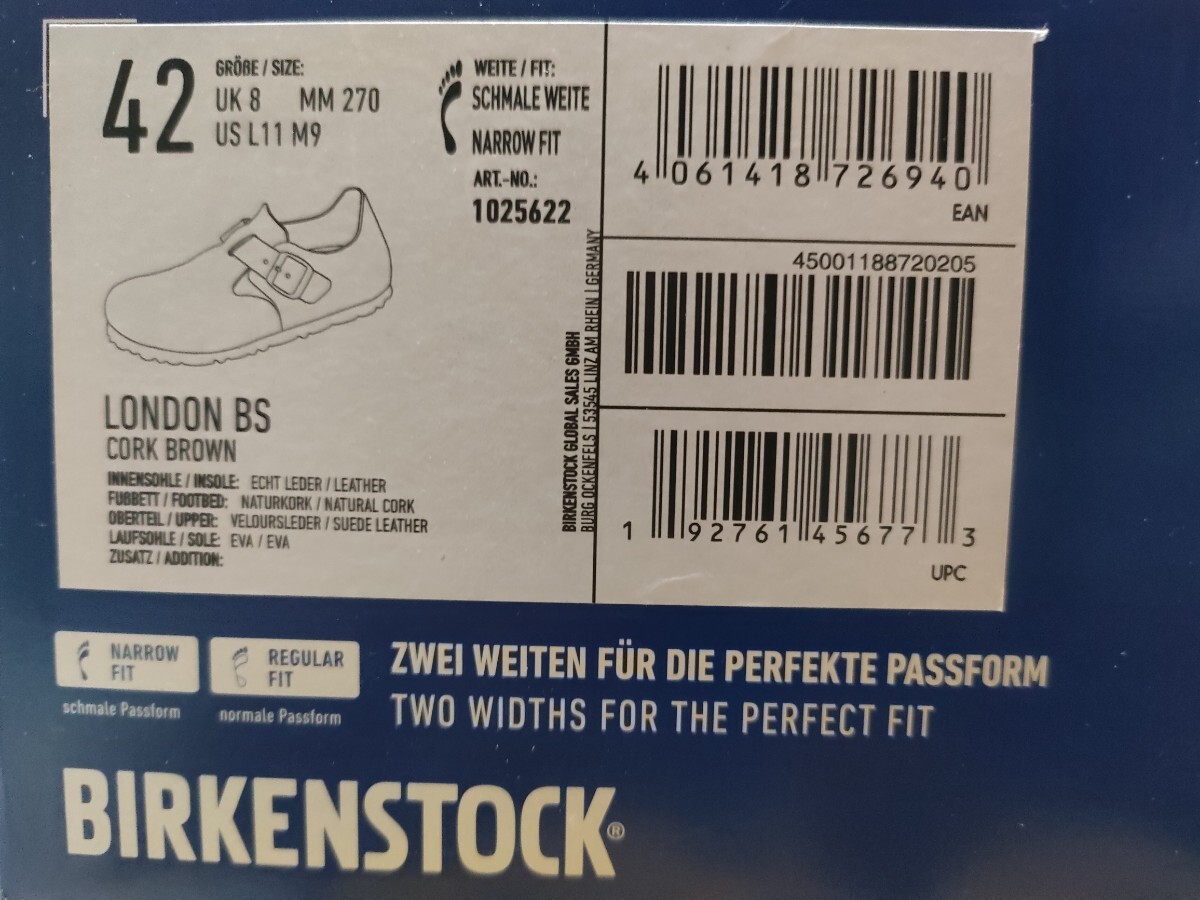 42
GRÖßE / SIZE:
UK 8 MM 270
US L11 M9
WEITE / FIT:
SCHMALE WEITE
NARROW FIT
ART.-NO.:
1025622
LONDON BS
CORK BROWN
INNENSOHLE / INSOLE: ECHT LEDER / LEATHER
FUßBETT / FOOTBED: NATURKORK / NATURAL CORK
OBERTEIL / UPPER: VELOURSLEDER / SUEDE LEATHER
LAUFSOHLE / SOLE: EVA / EVA
ZUSATZ / ADDITION:
BIRKENSTOCK GLOBAL SALES GMBH
BURG OCKENFELS | 53545 LINZ AM RHEIN | GERMANY
4 061418 726940
EAN
45001188720205
1 92761 45677 3
UPC
NARROW
FIT
schmale Passform
REGULAR
FIT
normale Passform
ZWEI WEITEN FÜR DIE PERFEKTE PASSFORM
TWO WIDTHS FOR THE PERFECT FIT
BIRKENSTOCK®